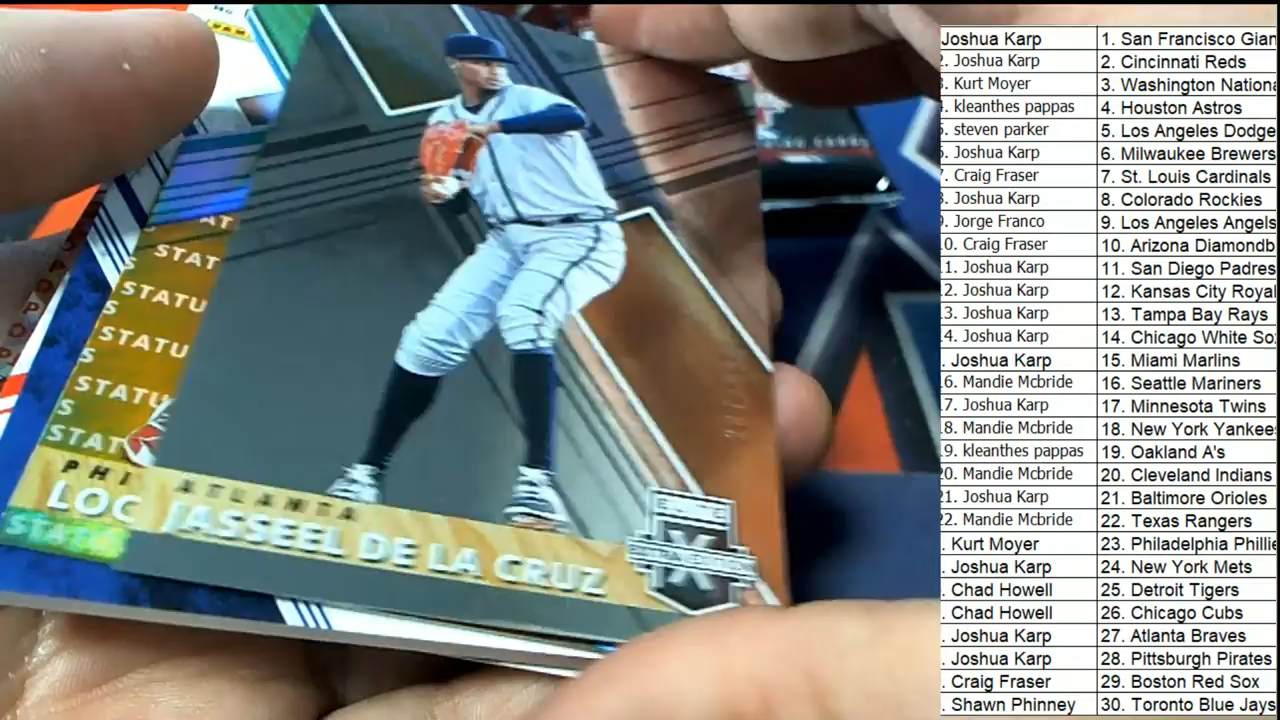 Joshua Karp 1. San Francisco Gian
2. Joshua Karp 2. Cincinnati Reds
3. Kurt Moyer 3. Washington Nationa
4. kleanthes pappas 4. Houston Astros
5. steven parker 5. Los Angeles Dodge
6. Joshua Karp 6. Milwaukee Brewers
7. Craig Fraser 7. St. Louis Cardinals
8. Joshua Karp 8. Colorado Rockies
9. Jorge Franco 9. Los Angeles Angels
10. Craig Fraser 10. Arizona Diamondb
11. Joshua Karp 11. San Diego Padres
12. Joshua Karp 12. Kansas City Royal
13. Joshua Karp 13. Tampa Bay Rays
14. Joshua Karp 14. Chicago White So
. Joshua Karp 15. Miami Marlins
16. Mandie Mcbride 16. Seattle Mariners
17. Joshua Karp 17. Minnesota Twins
18. Mandie Mcbride 18. New York Yankee
19. kleanthes pappas 19. Oakland A's
20. Mandie Mcbride 20. Cleveland Indians
21. Joshua Karp 21. Baltimore Orioles
22. Mandie Mcbride 22. Texas Rangers
. Kurt Moyer 23. Philadelphia Phillie
. Joshua Karp 24. New York Mets
. Chad Howell 25. Detroit Tigers
. Chad Howell 26. Chicago Cubs
. Joshua Karp 27. Atlanta Braves
. Joshua Karp 28. Pittsburgh Pirates
. Craig Fraser 29. Boston Red Sox
. Shawn Phinney 30. Toronto Blue Jays
AT
S STAT
S STATU
S STATU
S STATU
STAT
PHI
LOC
STATU
ATLANTA
JASSEEL DE LA CRUZ
ELITE
EXTRA EDITION
X